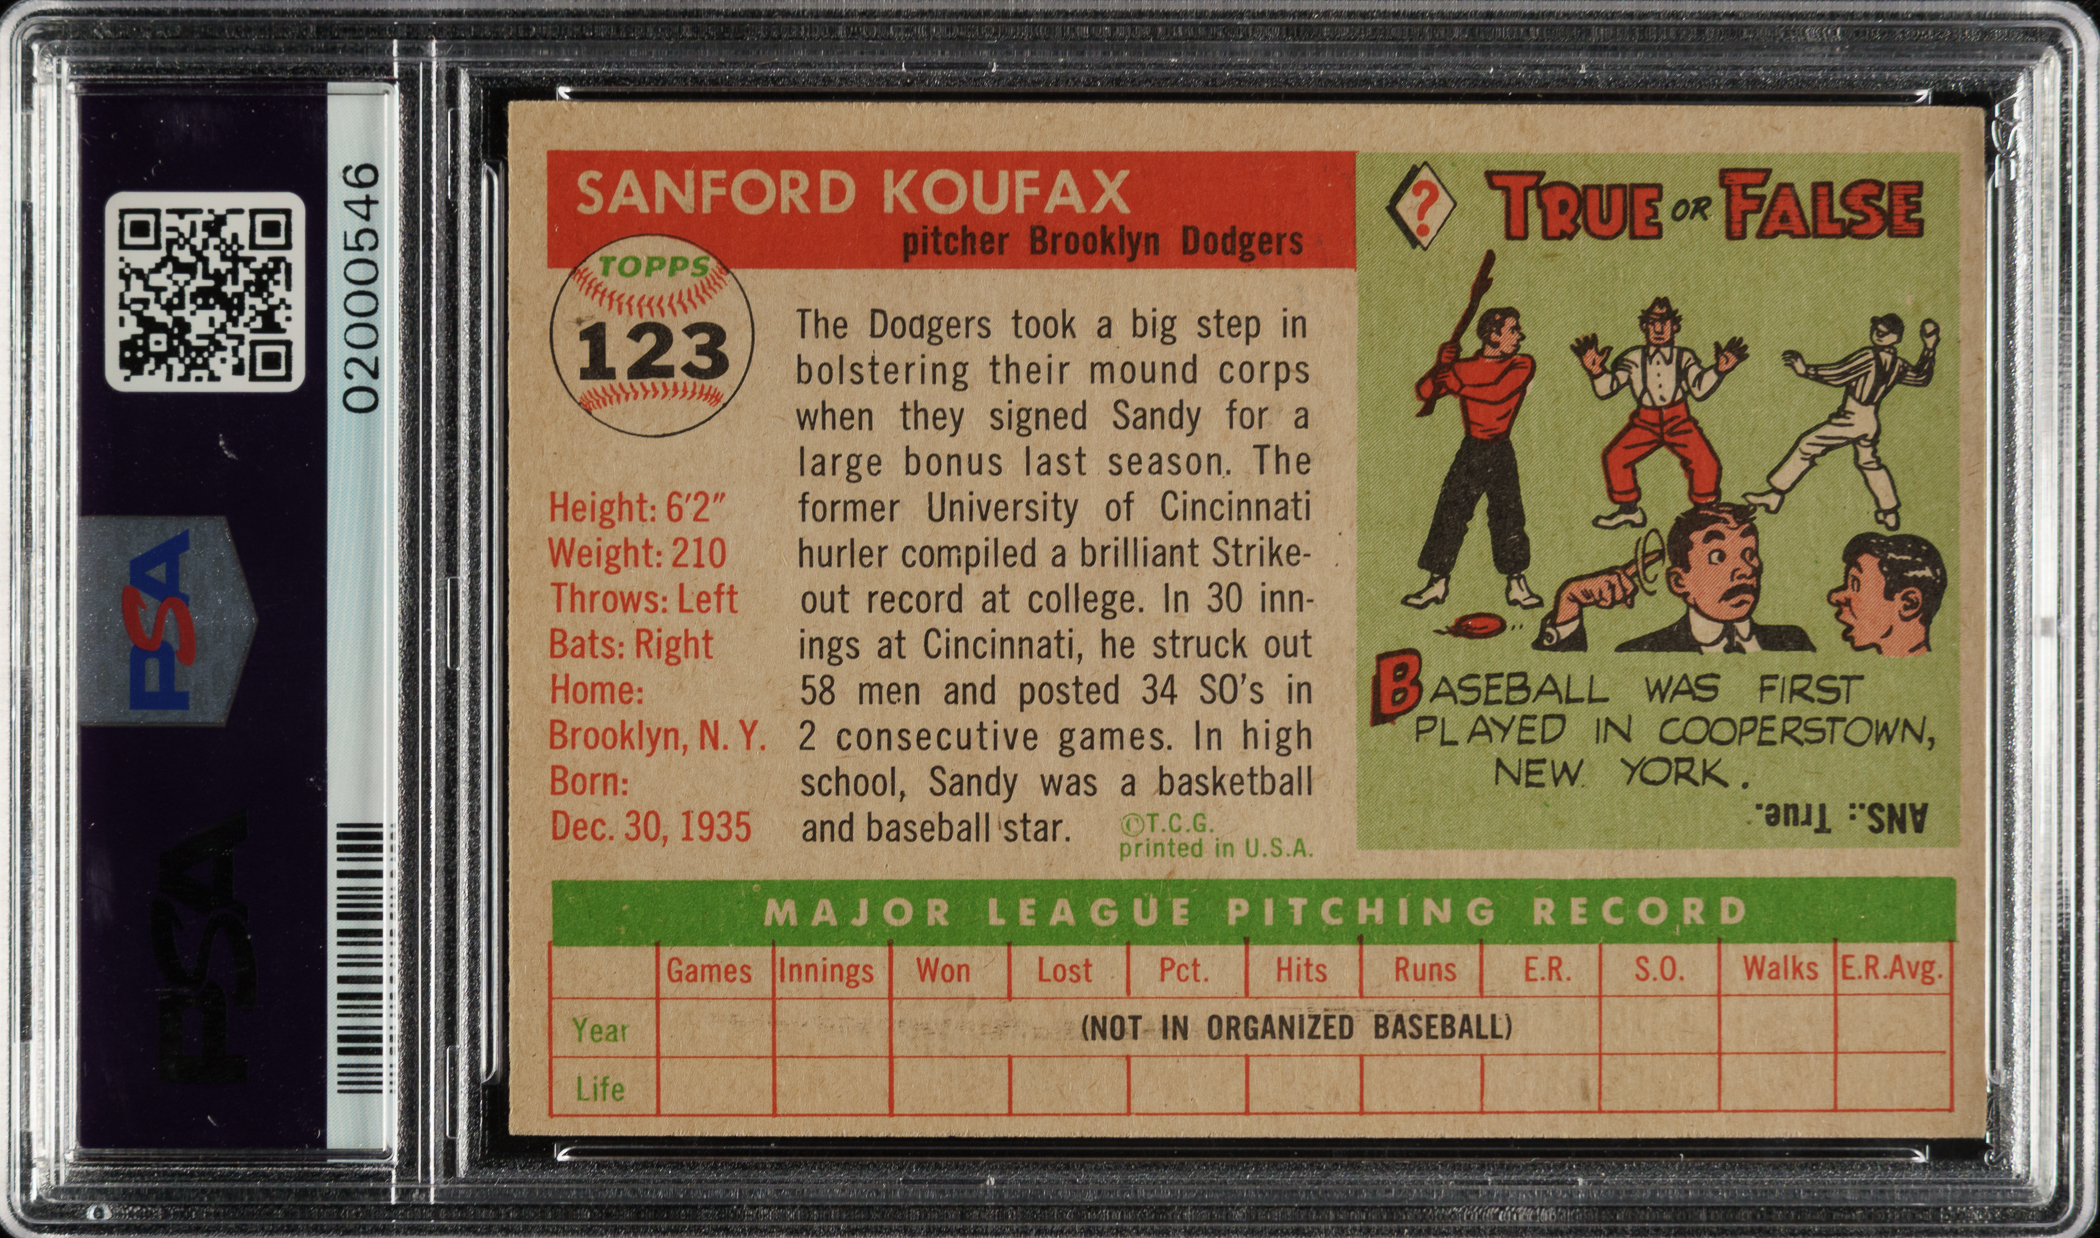 PSA
02000546
PSA
SANFORD KOUFAX
pitcher Brooklyn Dodgers
TOPPS
123
Height: 6'2"
Weight: 210
Throws: Left
Bats: Right
Home:
Brooklyn, N. Y.
Born:
Dec. 30, 1935
The Dodgers took a big step in
bolstering their mound corps
when they signed Sandy for a
large bonus last season. The
former University of Cincinnati
hurler compiled a brilliant Strike-
out record at college. In 30 inn-
ings at Cincinnati, he struck out
58 men and posted 34 SO's in
2 consecutive games. In high
school, Sandy was a basketball
and baseball star.
©T.C.G.
printed in U.S.A.
? TRUE OR FALSE
BASEBALL WAS FIRST
PLAYED IN COOPERSTOWN,
NEW YORK.
ANS.: True.
MAJOR LEAGUE PITCHING RECORD
Games Innings Won Lost Pct. Hits Runs E.R. S.O. Walks E.R.Avg.
Year (NOT IN ORGANIZED BASEBALL)
Life